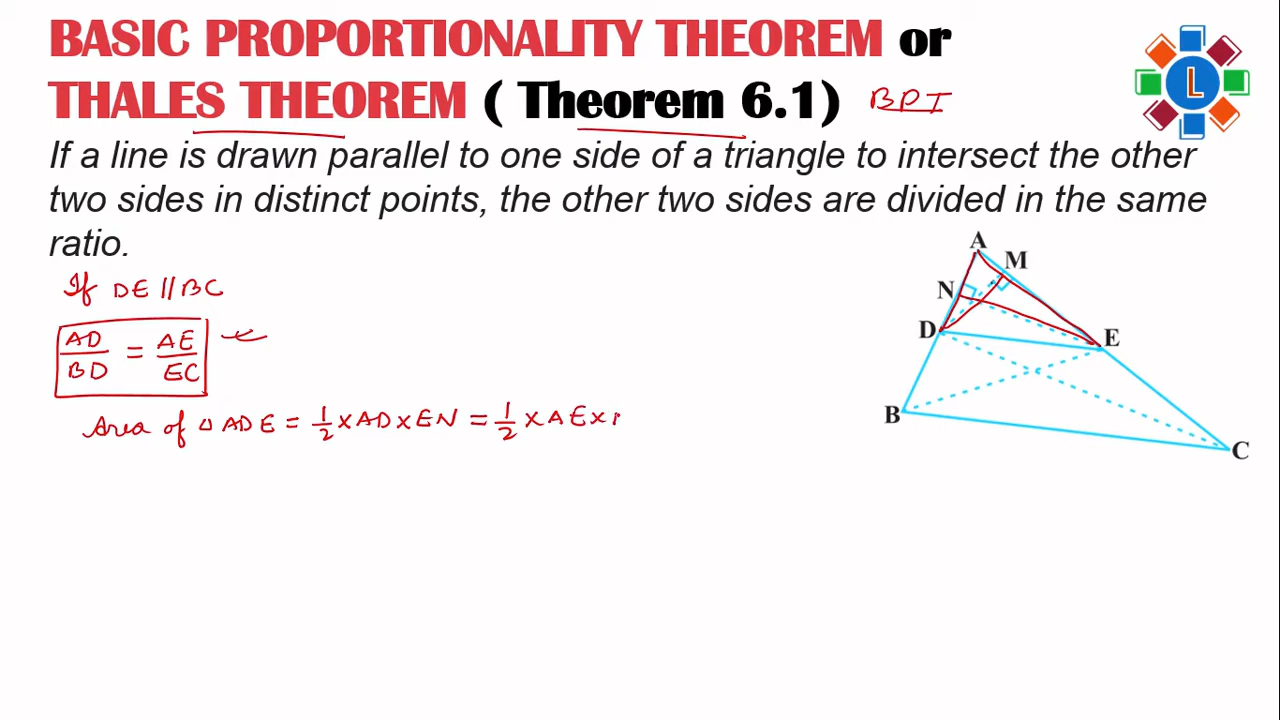 BASIC PROPORTIONALITY THEOREM or
THALES THEOREM ( Theorem 6.1) BPT
If a line is drawn parallel to one side of a triangle to intersect the other
two sides in distinct points, the other two sides are divided in the same
ratio.
If DE || BC
AD/BD = AE/EC
Area of △ ADE = 1/2 × AD × EN = 1/2 × AE ×
A
M
N
D
E
B
C
L